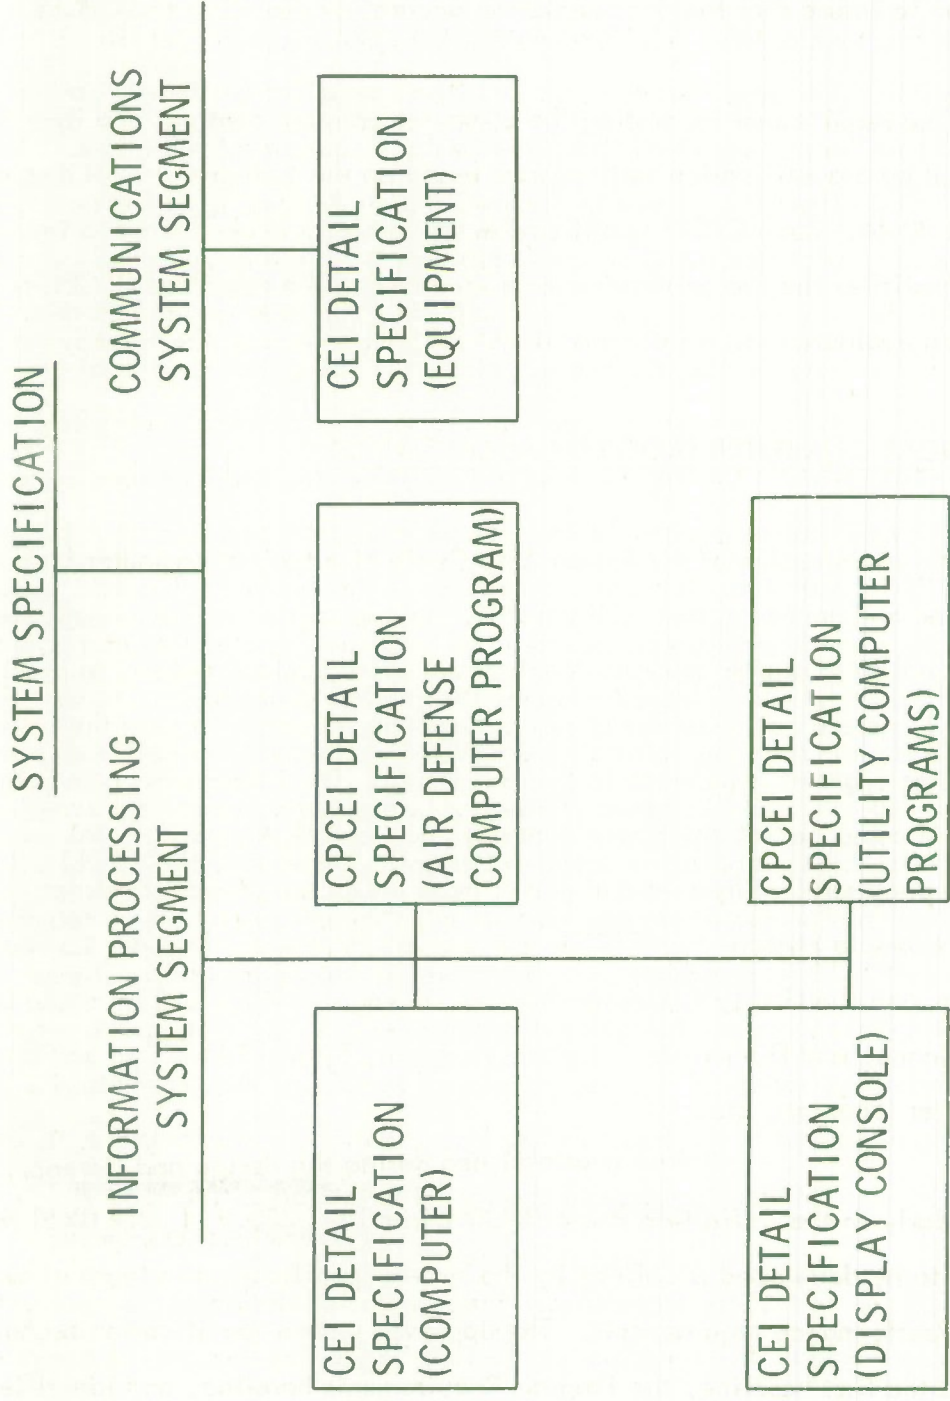 SYSTEM SPECIFICATION
INFORMATION PROCESSING
SYSTEM SEGMENT
COMMUNICATIONS
SYSTEM SEGMENT
CEI DETAIL
SPECIFICATION
(COMPUTER)
CPCEI DETAIL
SPECIFICATION
(AIR DEFENSE
COMPUTER PROGRAM)
CEI DETAIL
SPECIFICATION
(EQUIPMENT)
CEI DETAIL
SPECIFICATION
(DISPLAY CONSOLE)
CPCEI DETAIL
SPECIFICATION
(UTILITY COMPUTER
PROGRAMS)